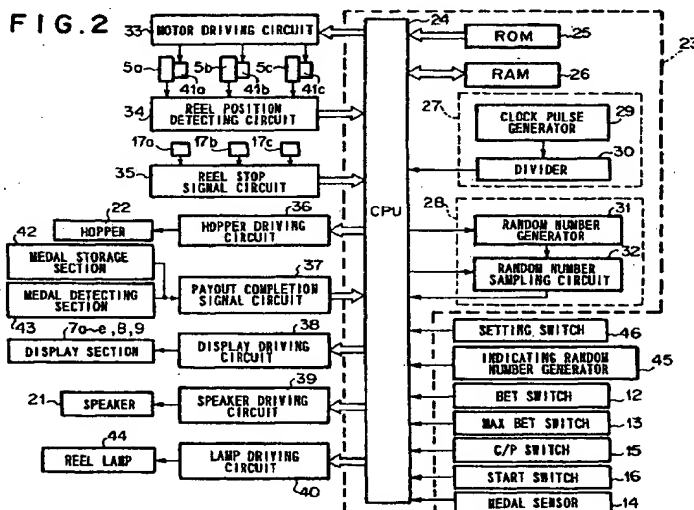 FIG.2
33
MOTOR DRIVING CIRCUIT
5a
5b
5c
41a
41b
41c
34
REEL POSITION
DETECTING CIRCUIT
17a
17b
17c
35
REEL STOP
SIGNAL CIRCUIT
22
HOPPER
36
HOPPER DRIVING
CIRCUIT
42
MEDAL STORAGE
SECTION
MEDAL DETECTING
SECTION
43
37
PAYOUT COMPLETION
SIGNAL CIRCUIT
7a~e,8,9
DISPLAY SECTION
38
DISPLAY DRIVING
CIRCUIT
39
21
SPEAKER
SPEAKER DRIVING
CIRCUIT
44
REEL LAMP
LAMP DRIVING
CIRCUIT
40
24
CPU
ROM
25
RAM
26
23
27
CLOCK PULSE
GENERATOR
29
DIVIDER
30
28
RANDOM NUMBER
GENERATOR
31
RANDOM NUMBER
SAMPLING CIRCUIT
32
SETTING SWITCH
46
INDICATING RANDOM
NUMBER GENERATOR
45
BET SWITCH
12
MAX BET SWITCH
13
C/P SWITCH
15
START SWITCH
16
MEDAL SENSOR
14